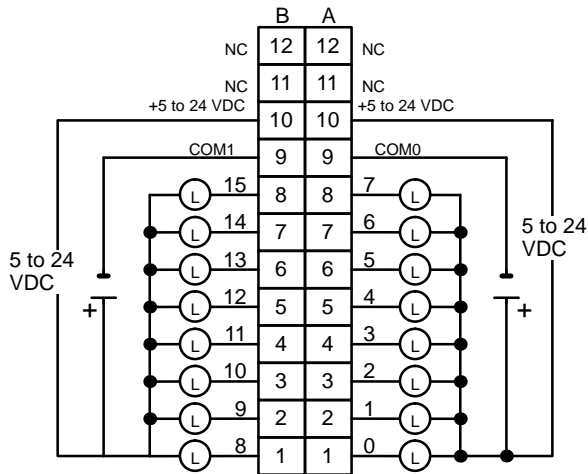 B A
NC 12 12 NC
NC 11 11 NC
+5 to 24 VDC 10 10 +5 to 24 VDC
COM1 9 9 COM0
L 15 8 8 7 L
L 14 7 7 6 L
5 to 24
VDC
L 13 6 6 5 L
5 to 24
VDC
+ L 12 5 5 4 L +
L 11 4 4 3 L
L 10 3 3 2 L
L 9 2 2 1 L
L 8 1 1 0 L